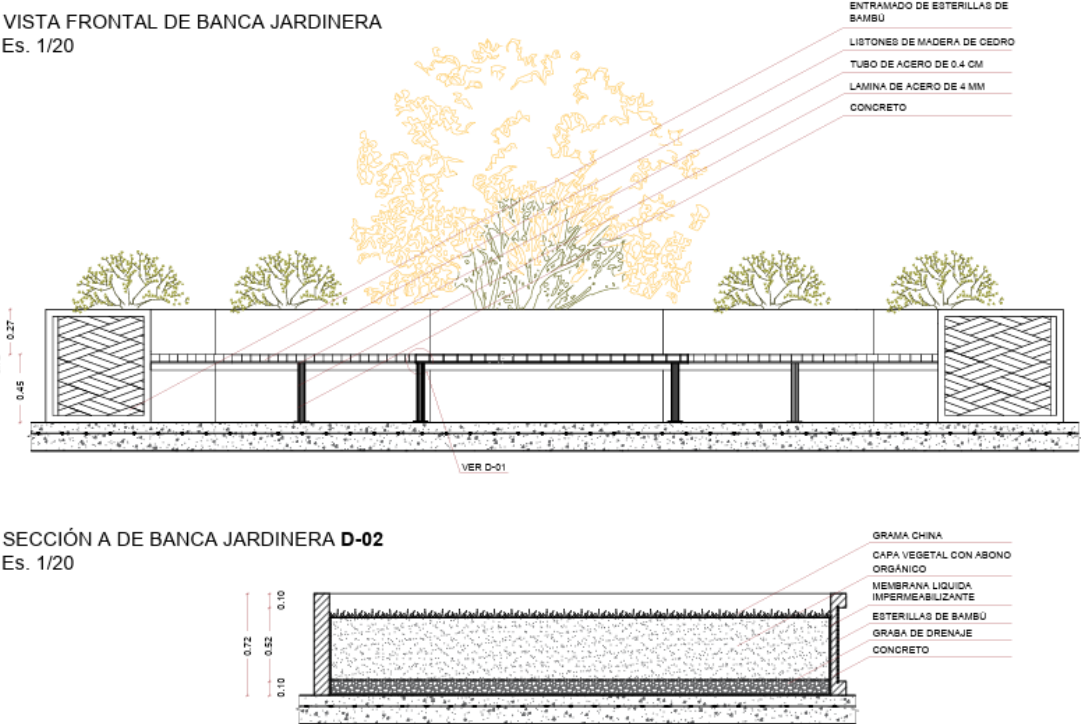 VISTA FRONTAL DE BANCA JARDINERA
Es. 1/20
ENTRAMADO DE ESTERILLAS DE
BAMBÚ
LISTONES DE MADERA DE CEDRO
TUBO DE ACERO DE 0.4 CM
LAMINA DE ACERO DE 4 MM
CONCRETO
0.27
0.45
VER D-01
SECCIÓN A DE BANCA JARDINERA D-02
Es. 1/20
GRAMA CHINA
CAPA VEGETAL CON ABONO
ORGÁNICO
MEMBRANA LIQUIDA
IMPERMEABILIZANTE
ESTERILLAS DE BAMBÚ
GRABA DE DRENAJE
CONCRETO
0.10
0.72
0.52
0.10